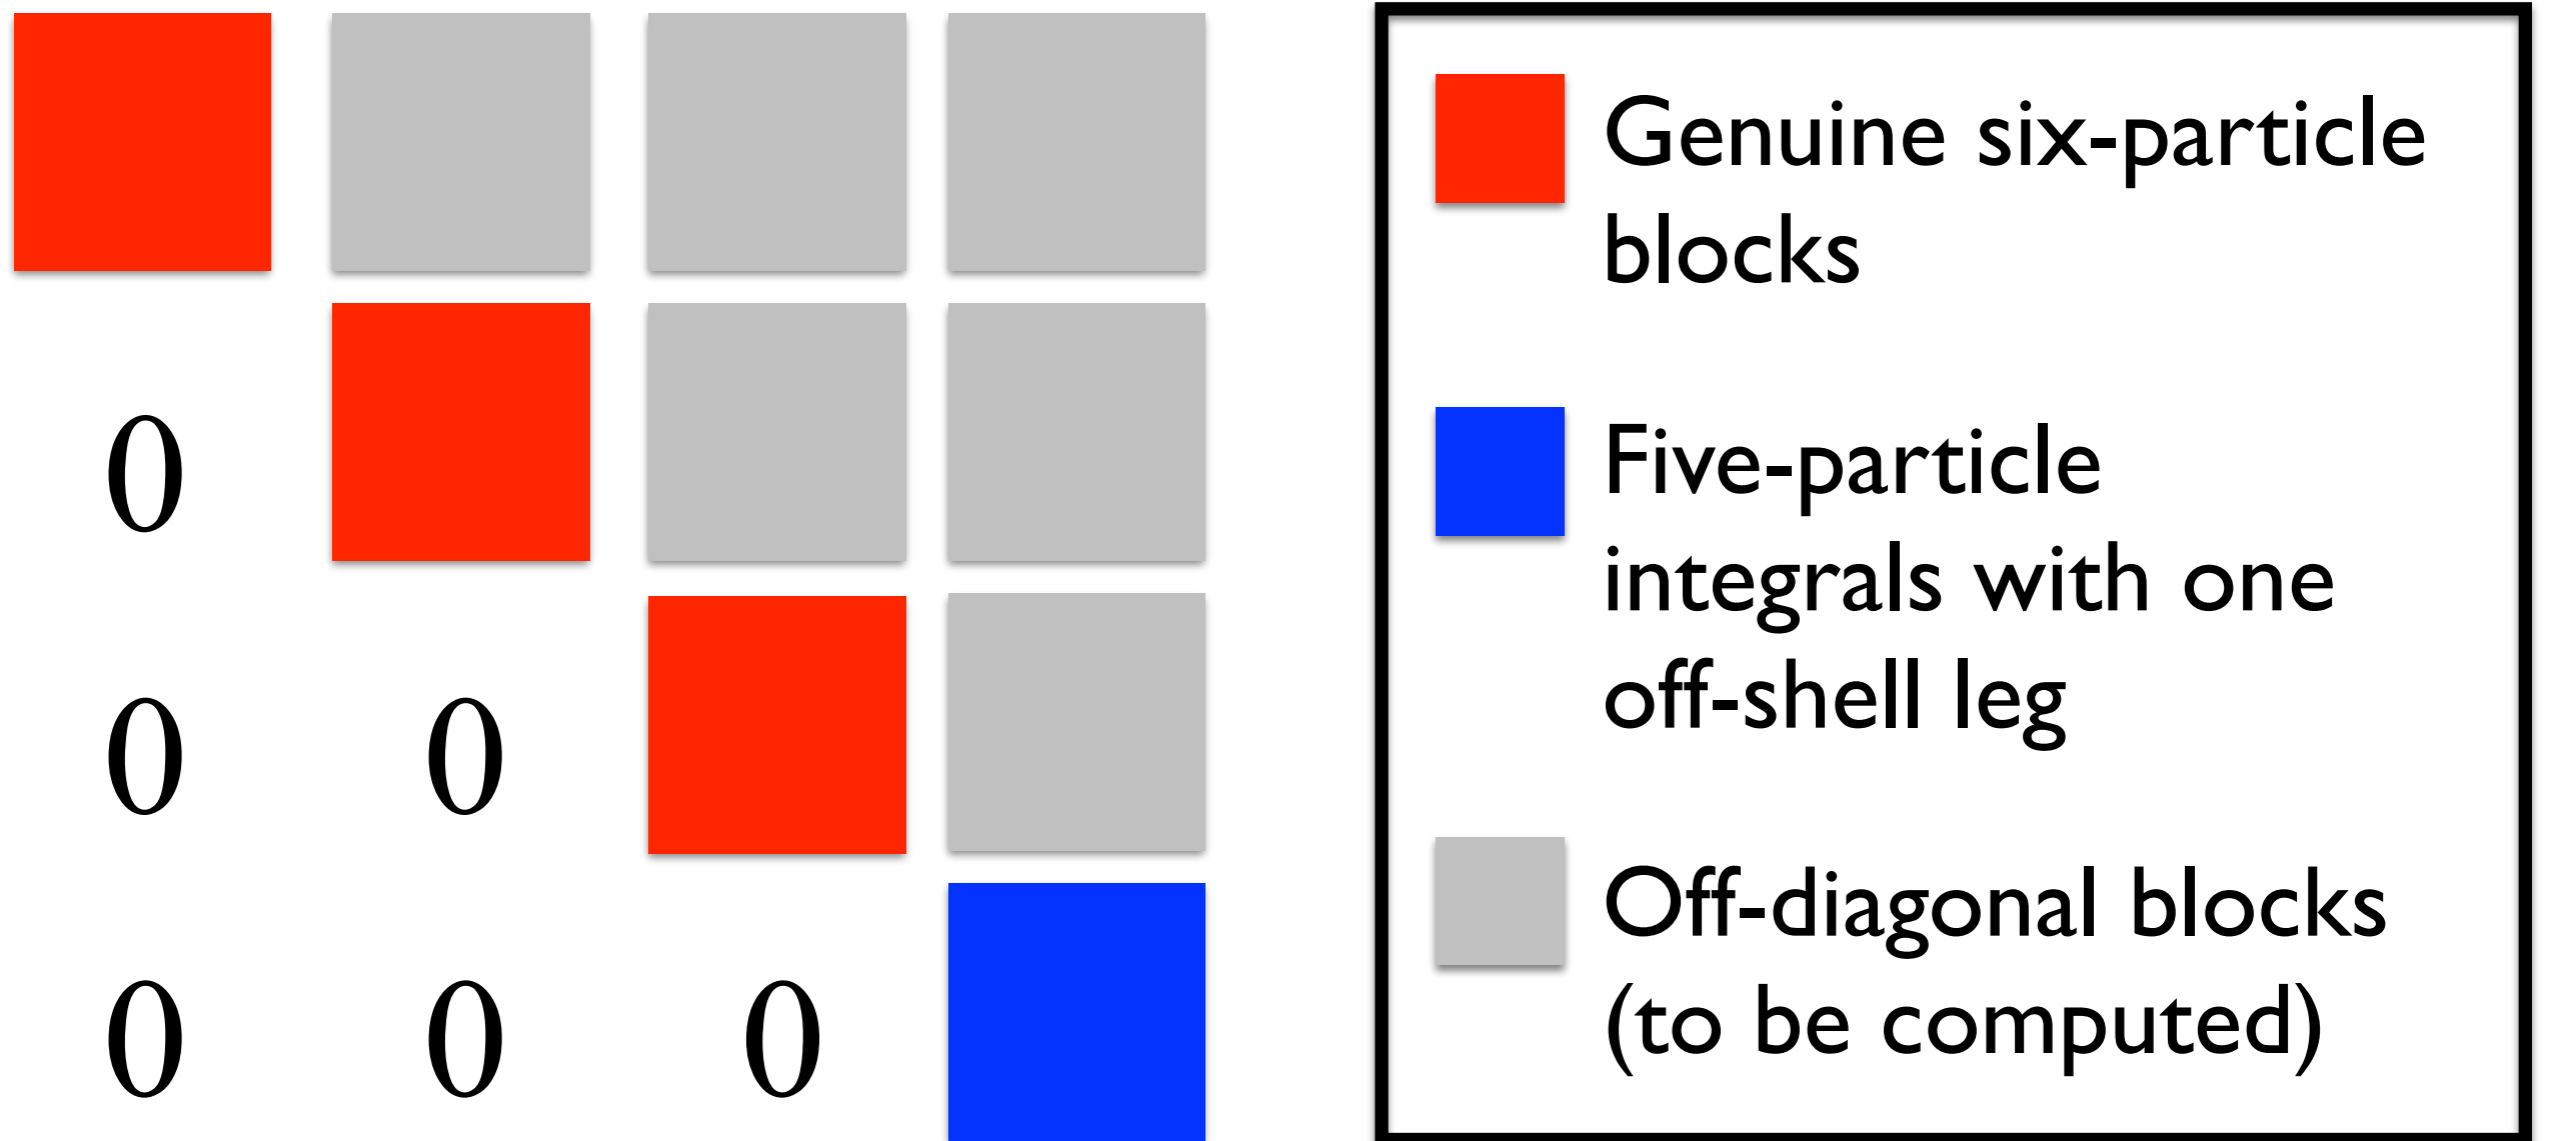 0
0 0
0 0 0
Genuine six-particle
blocks
Five-particle
integrals with one
off-shell leg
Off-diagonal blocks
(to be computed)